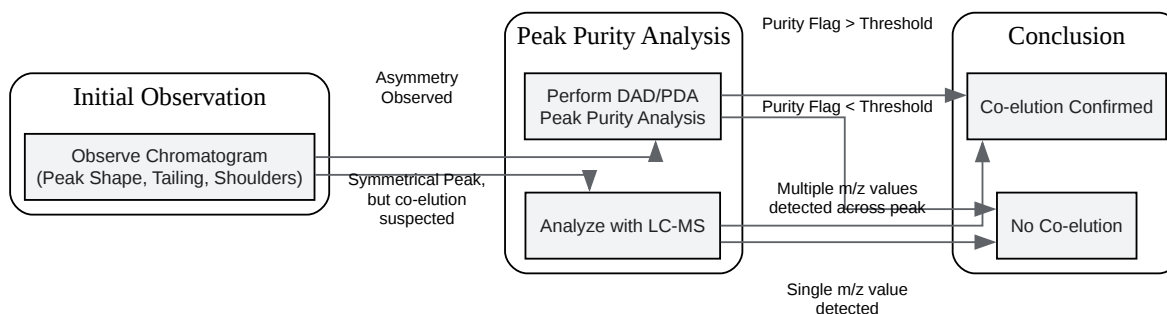 Initial Observation
Observe Chromatogram
(Peak Shape, Tailing, Shoulders)
Asymmetry
Observed
Symmetrical Peak,
but co-elution
suspected
Peak Purity Analysis
Perform DAD/PDA
Peak Purity Analysis
Analyze with LC-MS
Purity Flag > Threshold
Purity Flag < Threshold
Multiple m/z values
detected across peak
Single m/z value
detected
Conclusion
Co-elution Confirmed
No Co-elution